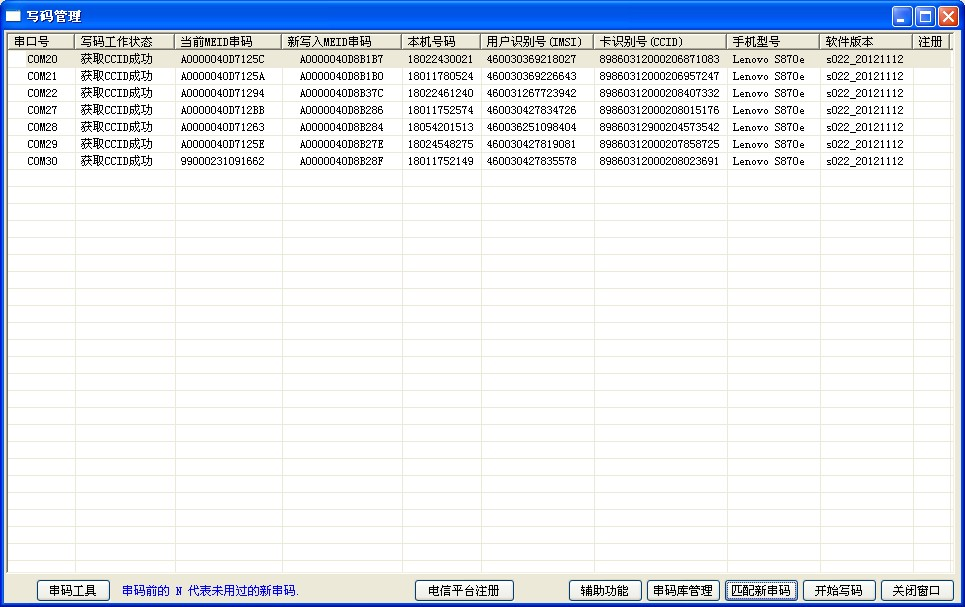 写码管理
串口号 写码工作状态 当前MEID串码 新写入MEID串码 本机号码 用户识别号(IMSI) 卡识别号(CCID) 手机型号 软件版本 注册
COM20 获取CCID成功 A0000040D7125C A0000040D8B1B7 18022430021 460030369218027 89860312000206871083 Lenovo S870e s022_20121112
COM21 获取CCID成功 A0000040D7125A A0000040D8B1B0 18011780524 460030369226643 89860312000206957247 Lenovo S870e s022_20121112
COM22 获取CCID成功 A0000040D71294 A0000040D8B37C 18022461240 460031267723942 89860312000208407332 Lenovo S870e s022_20121112
COM27 获取CCID成功 A0000040D712BB A0000040D8B286 18011752574 460030427834726 89860312000208015176 Lenovo S870e s022_20121112
COM28 获取CCID成功 A0000040D71263 A0000040D8B284 18054201513 460036251098404 89860312900204573542 Lenovo S870e s022_20121112
COM29 获取CCID成功 A0000040D7125E A0000040D8B27E 18024548275 460030427819081 89860312000207858725 Lenovo S870e s022_20121112
COM30 获取CCID成功 99000231091662 A0000040D8B28F 18011752149 460030427835578 89860312000208023691 Lenovo S870e s022_20121112
串码工具 串码前的 N 代表未用过的新串码. 电信平台注册 辅助功能 串码库管理 匹配新串码 开始写码 关闭窗口